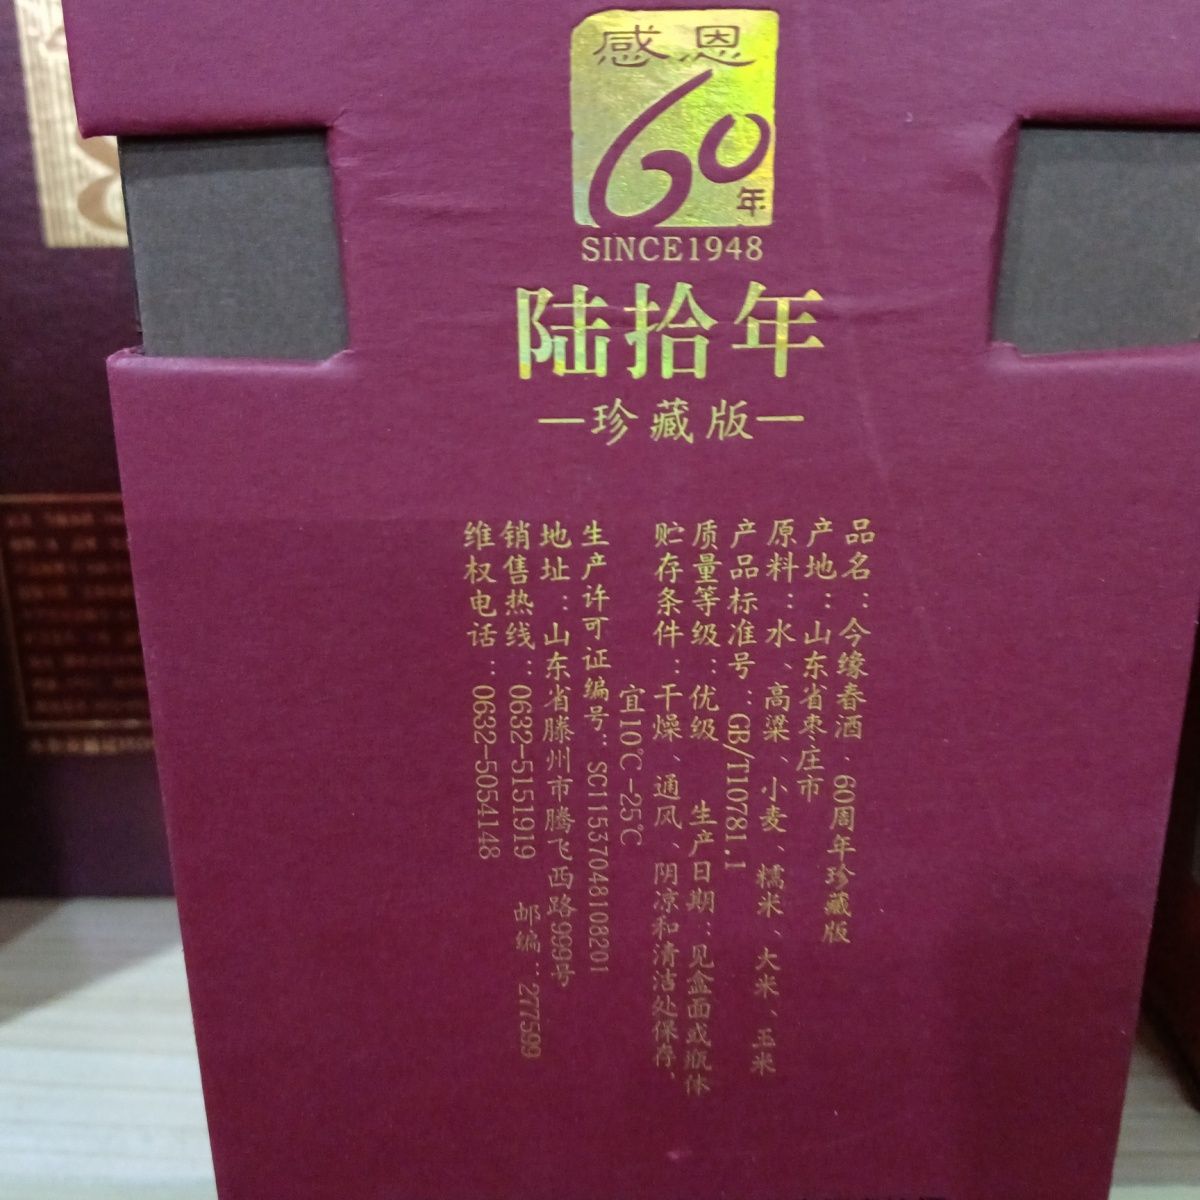 感恩
60年
SINCE1948
陆拾年
—珍藏版—
品名：今缘春酒．60周年珍藏版
产地：山东省枣庄市
原料：水、高粱、小麦、糯米、大米、玉米
产品标准号：GB/T10781.1
质量等级：优级 生产日期：见盒面或瓶体
贮存条件：干燥、通风、阴凉和清洁处保存，
宜10℃-25℃
生产许可证编号：SC11537048108201
地址：山东省滕州市腾飞西路999号
销售热线：0632-5151919 邮编：277599
维权电话：0632-5054148